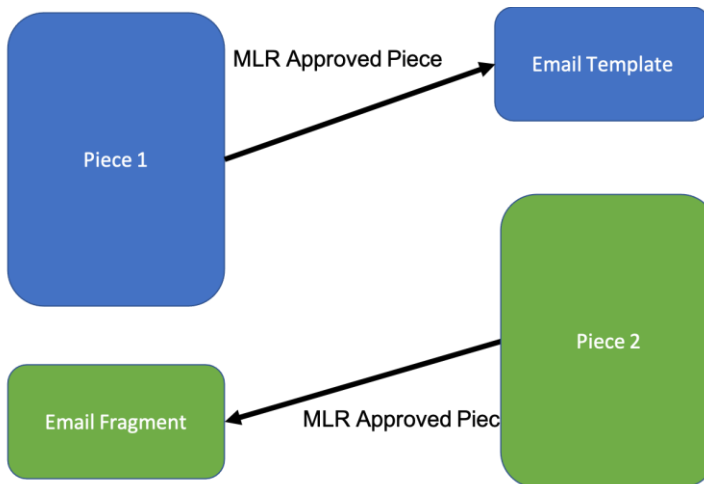 MLR Approved Piece
Email Template
Piece 1
Piece 2
Email Fragment
MLR Approved Piec